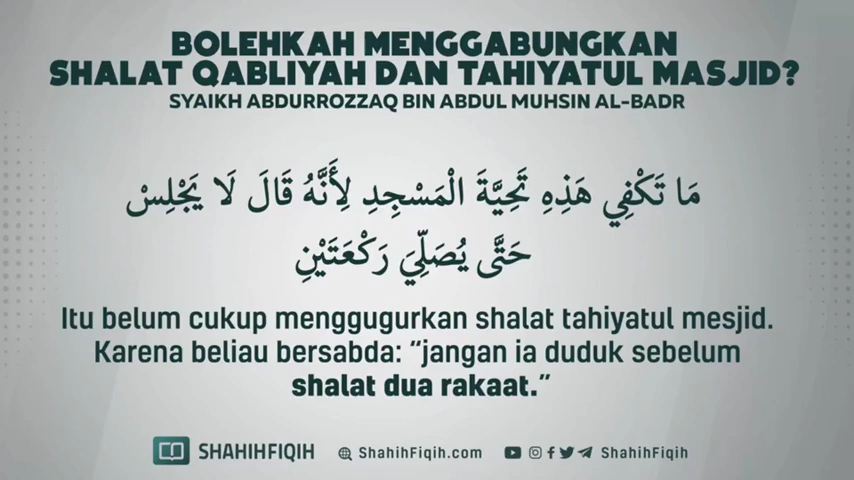 BOLEHKAH MENGGABUNGKAN
SHALAT QABLIYAH DAN TAHIYATUL MASJID?
SYAIKH ABDURROZZAQ BIN ABDUL MUHSIN AL-BADR
مَا تَكْفِي هَذِهِ تَحِيَّةَ الْمَسْجِدِ لِأَنَّهُ قَالَ لَا يَجْلِسْ
حَتَّى يُصَلِّيَ رَكْعَتَيْنِ
Itu belum cukup menggugurkan shalat tahiyatul mesjid.
Karena beliau bersabda: “jangan ia duduk sebelum
shalat dua rakaat.”
SHAHIHFIQIH ShahihFiqih.com ShahihFiqih